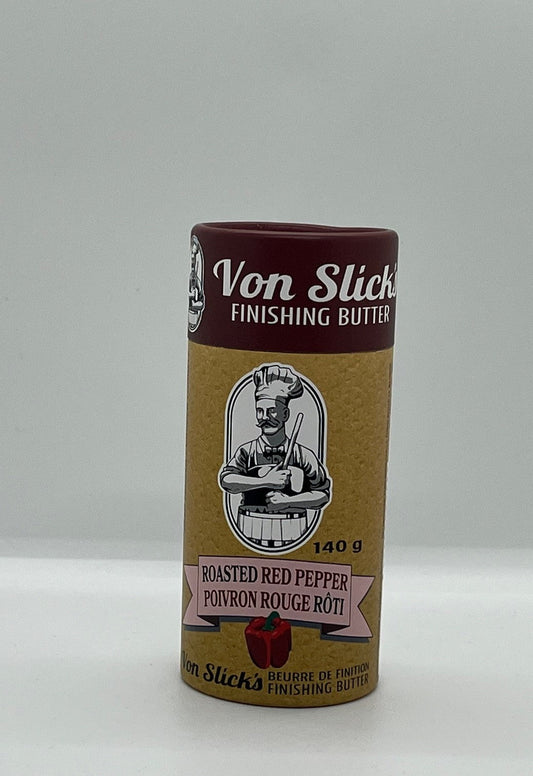 Von Slick's
FINISHING BUTTER
140 g
ROASTED RED PEPPER
POIVRON ROUGE RÔTI
Von Slick's
BEURRE DE FINITION
FINISHING BUTTER